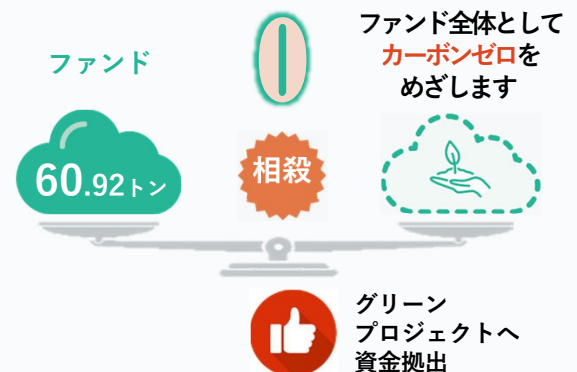 ファンド
ファンド全体として
カーボンゼロを
めざします
60.92トン
相殺
グリーン
プロジェクトへ
資金拠出